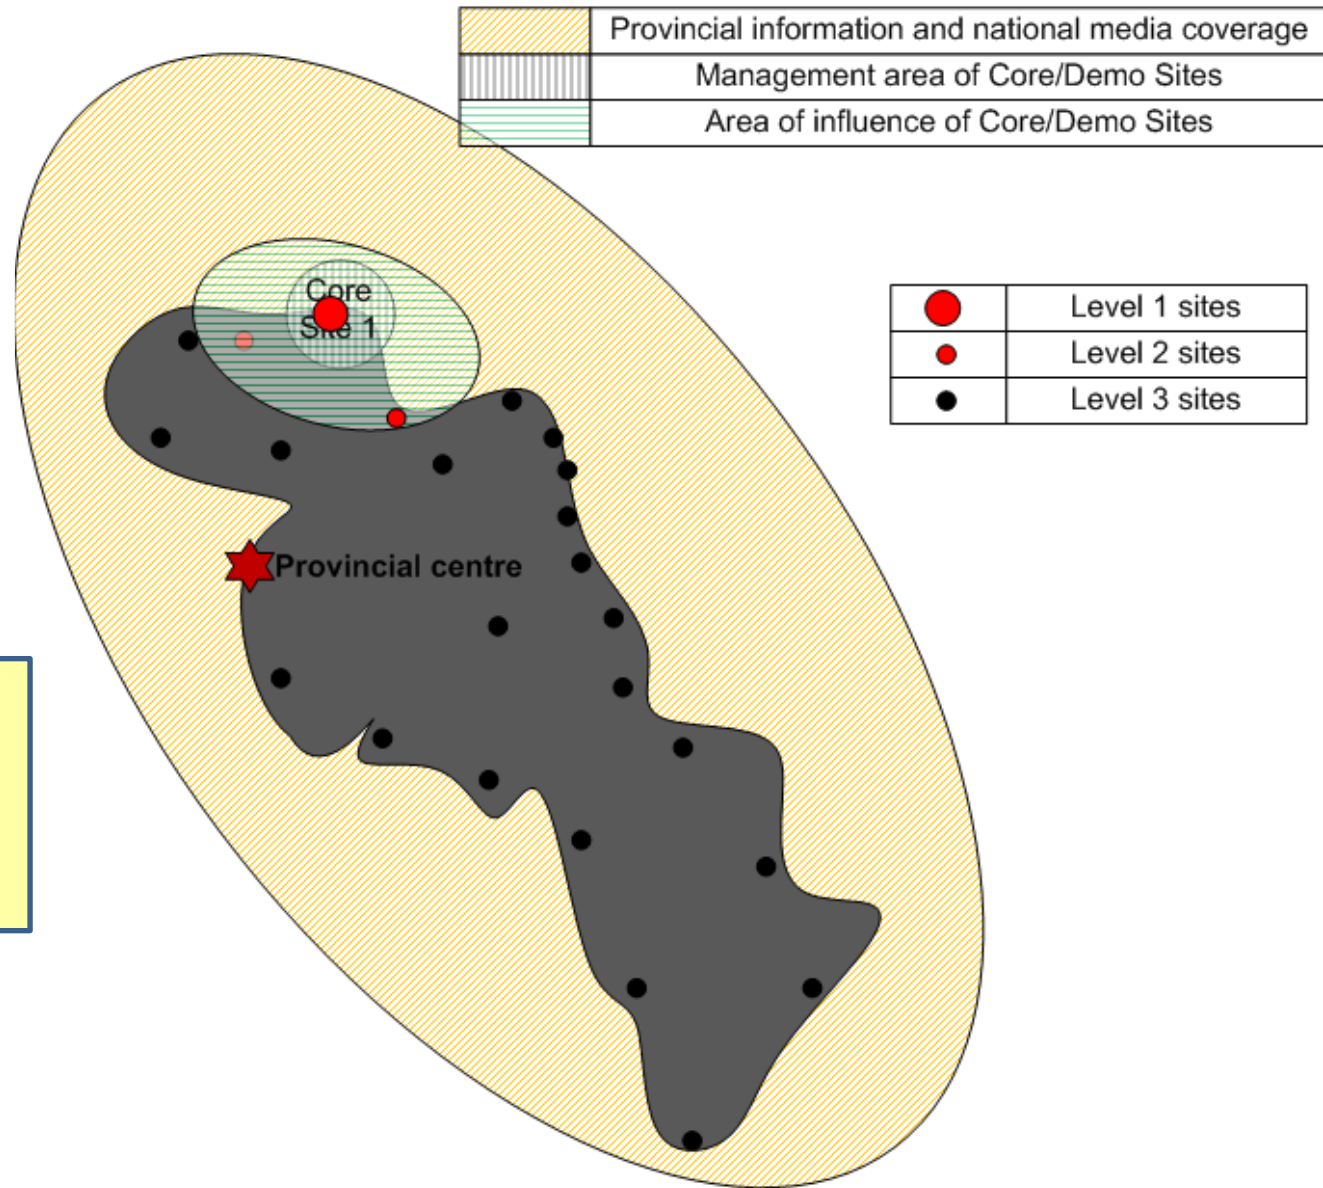 Provincial information and national media coverage
Management area of Core/Demo Sites
Area of influence of Core/Demo Sites
Core
Site 1
Level 1 sites
Level 2 sites
Level 3 sites
Provincial centre